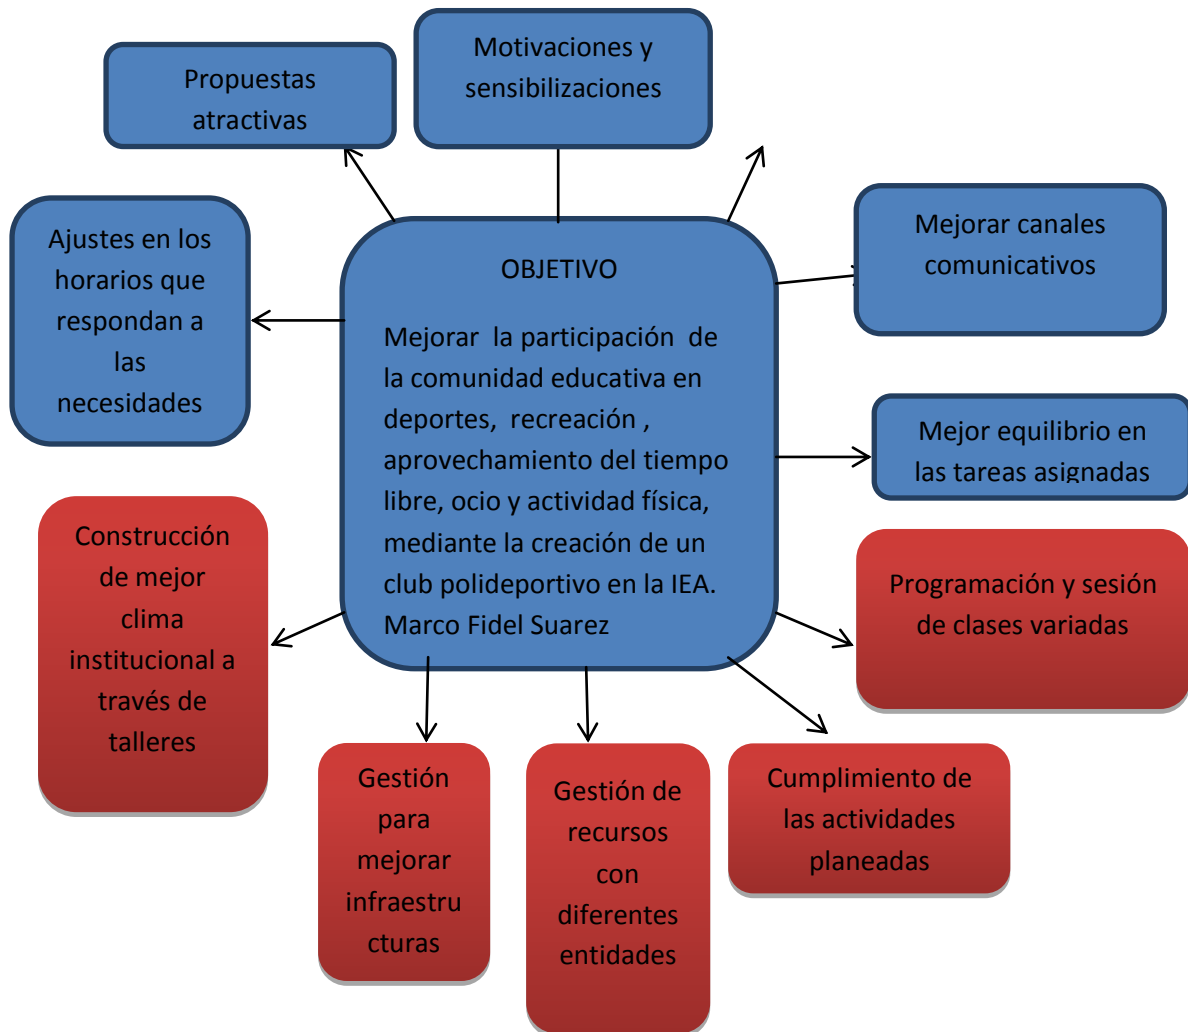 Motivaciones y
sensibilizaciones
Propuestas
atractivas
Mejorar canales
comunicativos
Ajustes en los
horarios que
respondan a
las
necesidades
OBJETIVO
Mejorar la participación de
la comunidad educativa en
deportes, recreación ,
aprovechamiento del tiempo
libre, ocio y actividad física,
mediante la creación de un
club polideportivo en la IEA.
Marco Fidel Suarez
Mejor equilibrio en
las tareas asignadas
Construcción
de mejor
clima
institucional a
través de
talleres
Programación y sesión
de clases variadas
Gestión
para
mejorar
infraestru
cturas
Gestión de
recursos
con
diferentes
entidades
Cumplimiento de
las actividades
planeadas